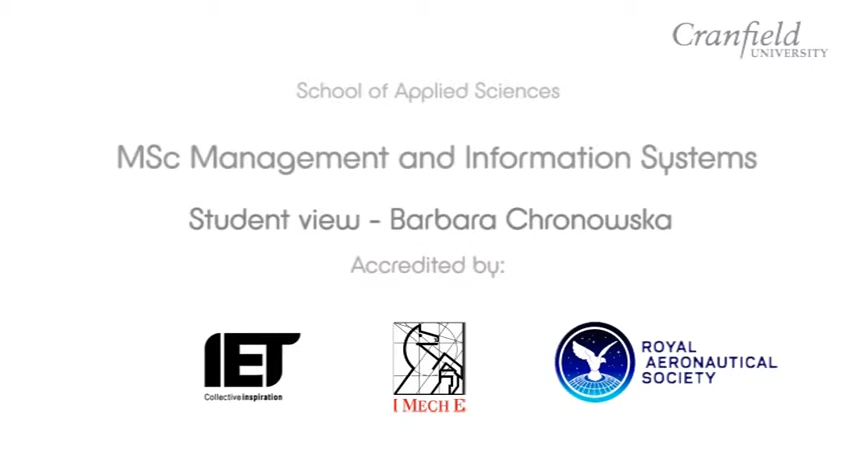 Cranfield
UNIVERSITY
School of Applied Sciences
MSc Management and Information Systems
Student view - Barbara Chronowska
Accredited by:
IET
Collective inspiration
I MECH E
ROYAL
AERONAUTICAL
SOCIETY